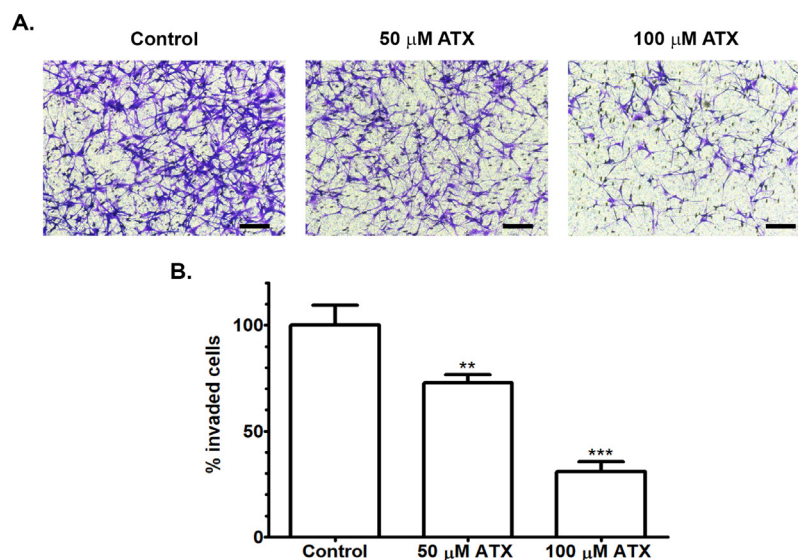 A.
Control 50 μM ATX 100 μM ATX
B.
% invaded cells
100
50
0
**
***
Control 50 μM ATX 100 μM ATX